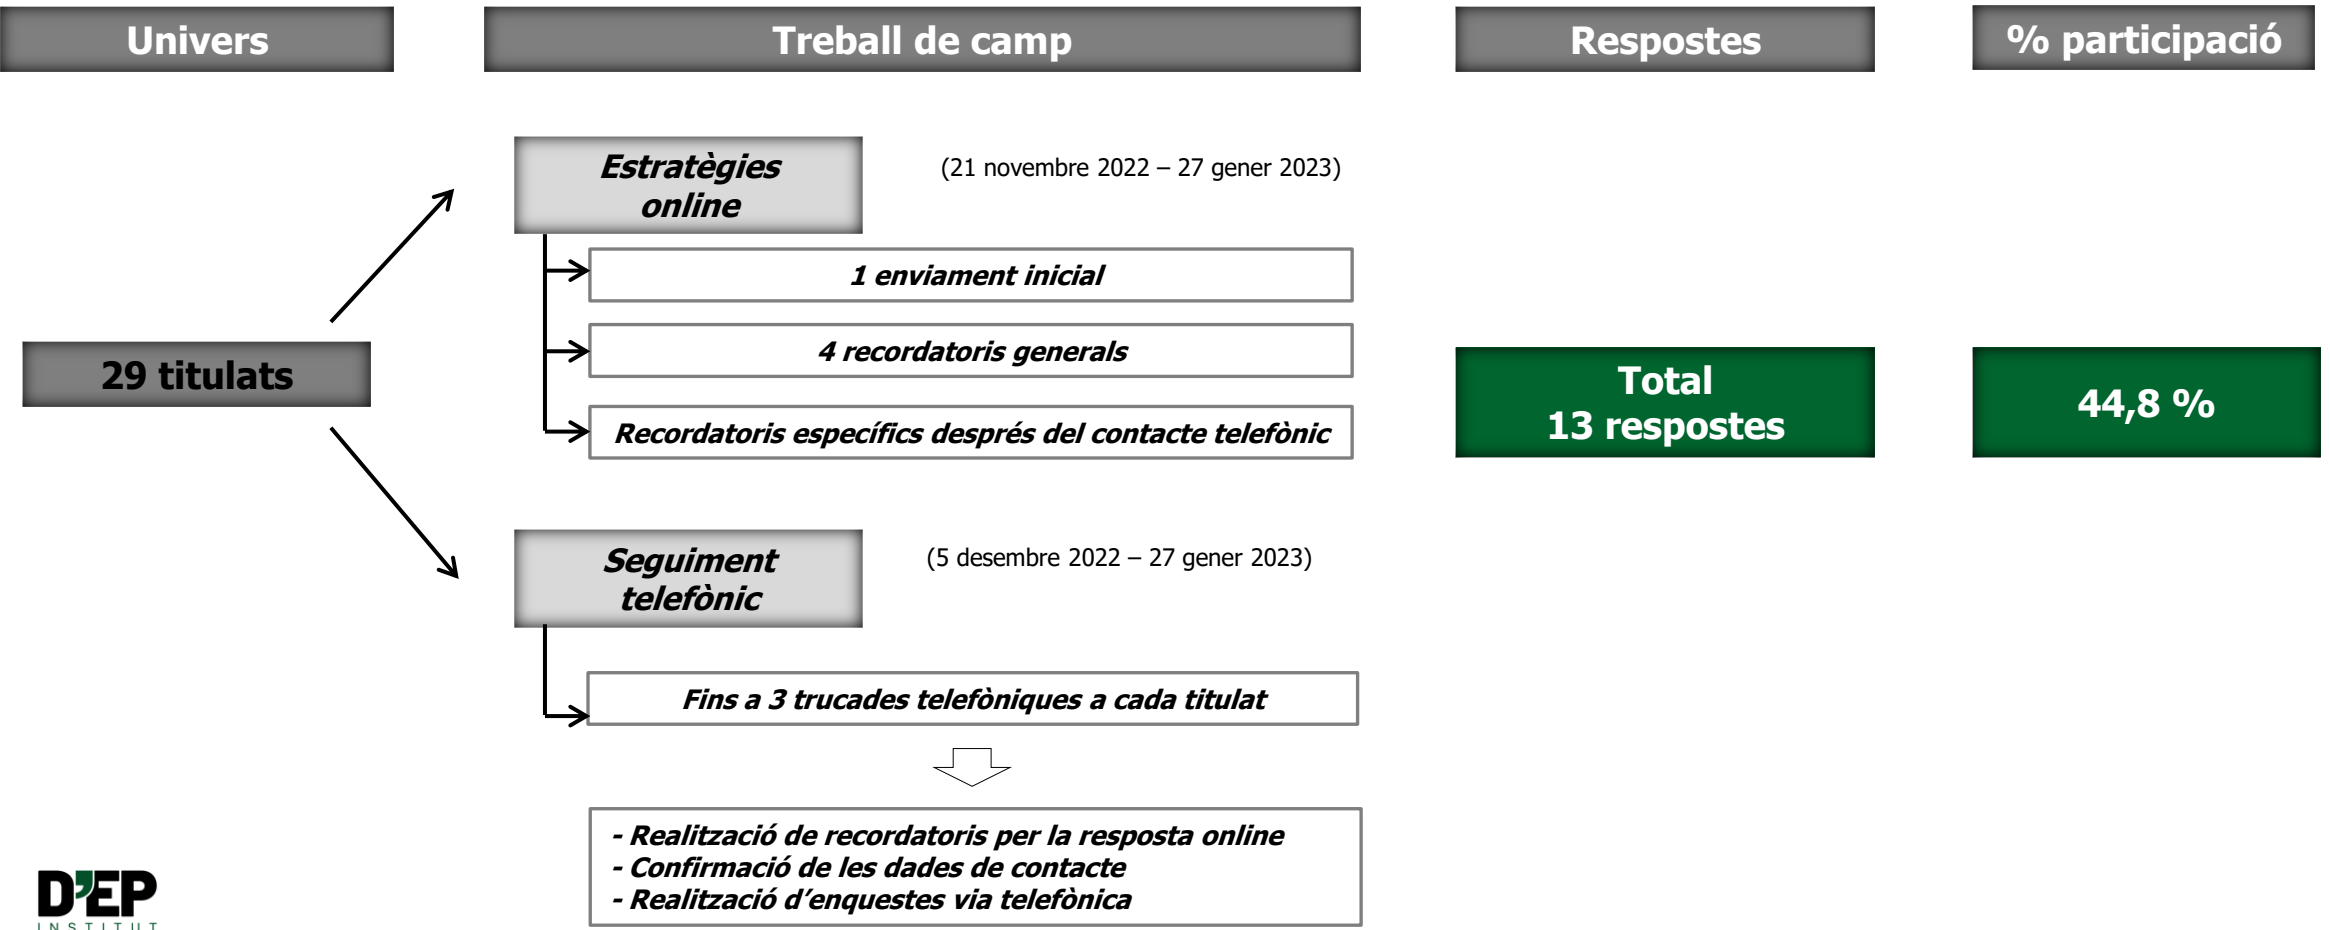 Univers
Treball de camp
Respostes
% participació
Estratègies
online
(21 novembre 2022 – 27 gener 2023)
1 enviament inicial
4 recordatoris generals
Recordatoris específics després del contacte telefònic
29 titulats
Total
13 respostes
44,8 %
Seguiment
telefònic
(5 desembre 2022 – 27 gener 2023)
Fins a 3 trucades telefòniques a cada titulat
- Realització de recordatoris per la resposta online
- Confirmació de les dades de contacte
- Realització d’enquestes via telefònica
D’EP
INSTITUT